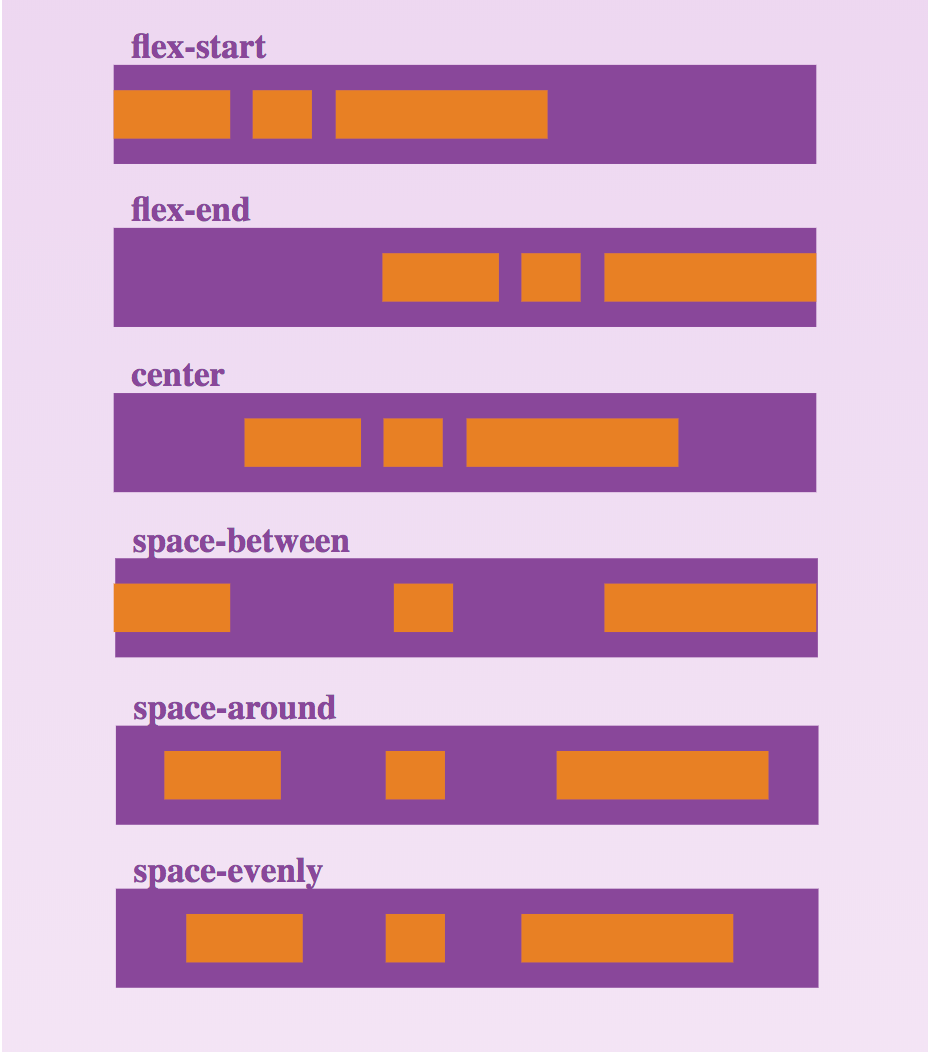 flex-start
flex-end
center
space-between
space-around
space-evenly